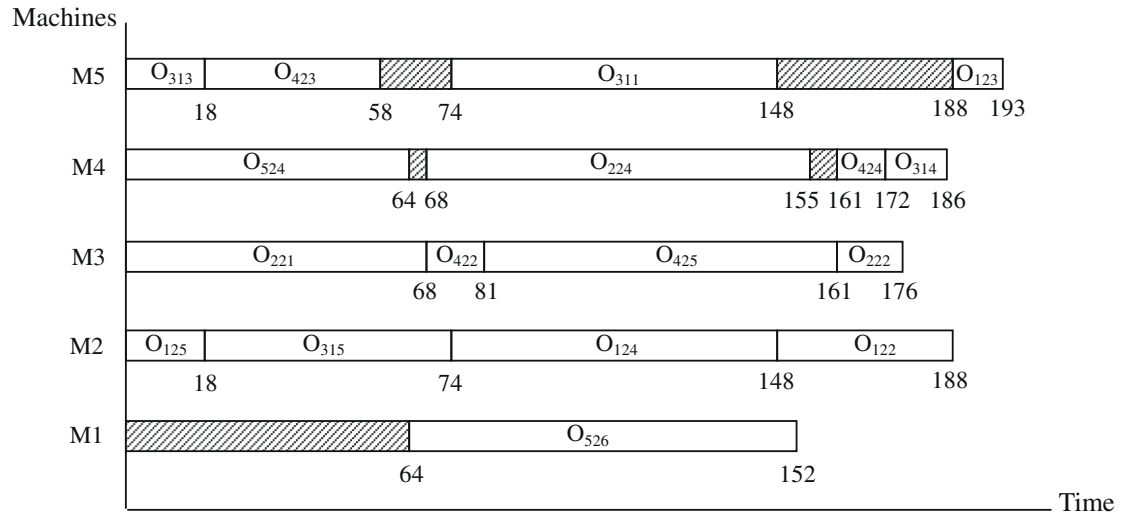 Machines
M5 O₃₁₃ O₄₂₃ O₃₁₁ O₁₂₃
18 58 74 148 188 193
M4 O₅₂₄ O₂₂₄ O₄₂₄ O₃₁₄
64 68 155 161 172 186
M3 O₂₂₁ O₄₂₂ O₄₂₅ O₂₂₂
68 81 161 176
M2 O₁₂₅ O₃₁₅ O₁₂₄ O₁₂₂
18 74 148 188
M1 O₅₂₆
64 152
Time